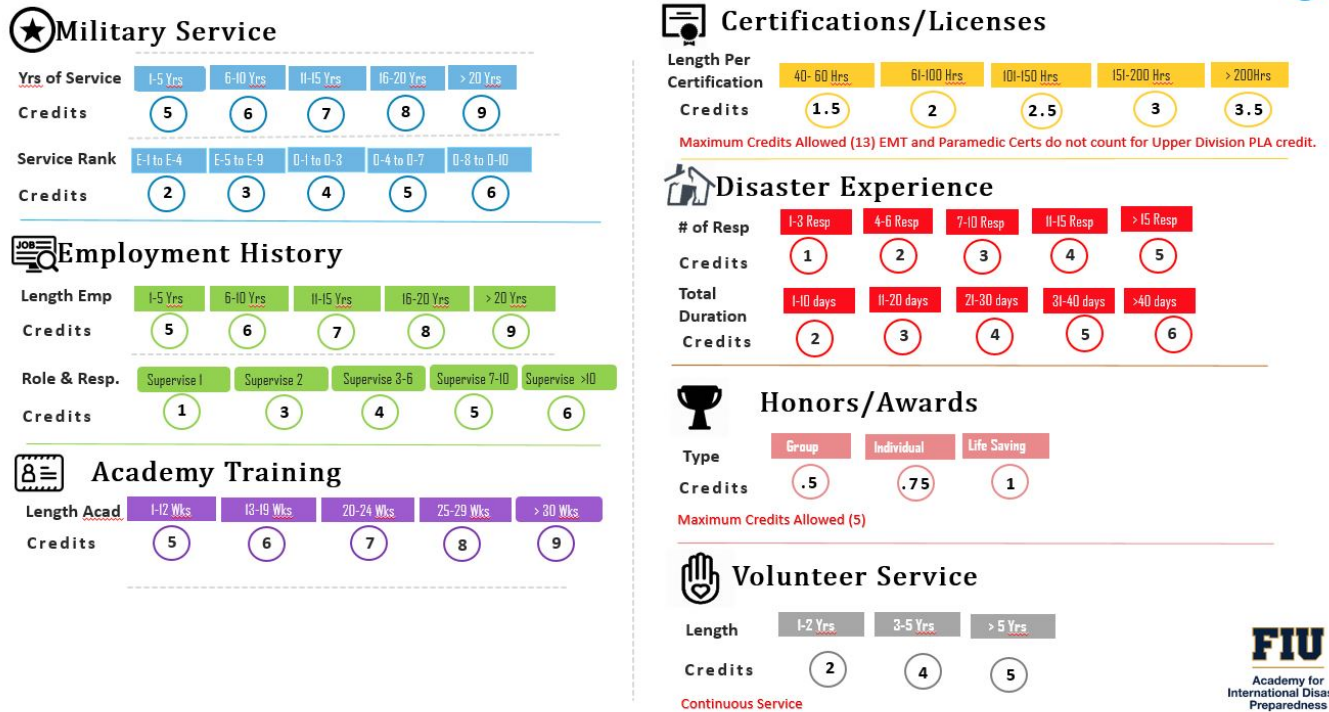 Military Service
Yrs of Service 1-5 Yrs 6-10 Yrs 11-15 Yrs 16-20 Yrs > 20 Yrs
Credits 5 6 7 8 9
Service Rank E-1 to E-4 E-5 to E-9 O-1 to O-3 O-4 to O-7 O-8 to O-10
Credits 2 3 4 5 6
JOB
Employment History
Length Emp 1-5 Yrs 6-10 Yrs 11-15 Yrs 16-20 Yrs > 20 Yrs
Credits 5 6 7 8 9
Role & Resp. Supervise 1 Supervise 2 Supervise 3-6 Supervise 7-10 Supervise >10
Credits 1 3 4 5 6
Academy Training
Length Acad 1-12 Wks 13-19 Wks 20-24 Wks 25-29 Wks > 30 Wks
Credits 5 6 7 8 9
Certifications/Licenses
Length Per
Certification 40- 60 Hrs 61-100 Hrs 101-150 Hrs 151-200 Hrs > 200Hrs
Credits 1.5 2 2.5 3 3.5
Maximum Credits Allowed (13) EMT and Paramedic Certs do not count for Upper Division PLA credit.
Disaster Experience
# of Resp 1-3 Resp 4-6 Resp 7-10 Resp 11-15 Resp > 15 Resp
Credits 1 2 3 4 5
Total
Duration 1-10 days 11-20 days 21-30 days 31-40 days >40 days
Credits 2 3 4 5 6
Honors/Awards
Type Group Individual Life Saving
Credits .5 .75 1
Maximum Credits Allowed (5)
Volunteer Service
Length 1-2 Yrs 3-5 Yrs > 5 Yrs
Credits 2 4 5
Continuous Service
FIU
Academy for
International Disas
Preparedness